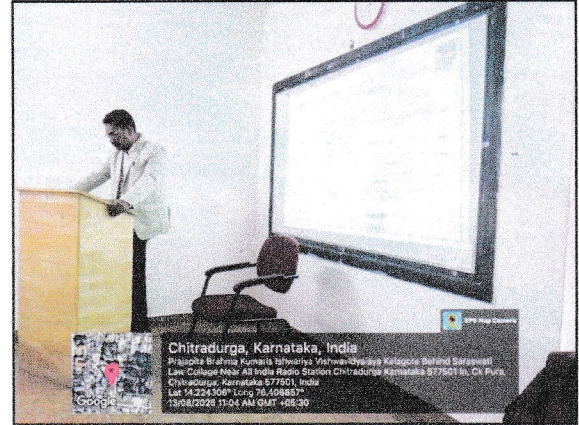 GPS Map Camera
Chitradurga, Karnataka, India
Prajapita Brahma Kumaris Ishwariya Vishwavidyalaya Kelagote Behind Saraswati
Law Collage Near All India Radio Station Chitradurga Karnataka 577501 In, Ck Pura,
Chitradurga, Karnataka 577501, India
Lat 14.224306° Long 76.408657°
13/08/2025 11:04 AM GMT +05:30
Google